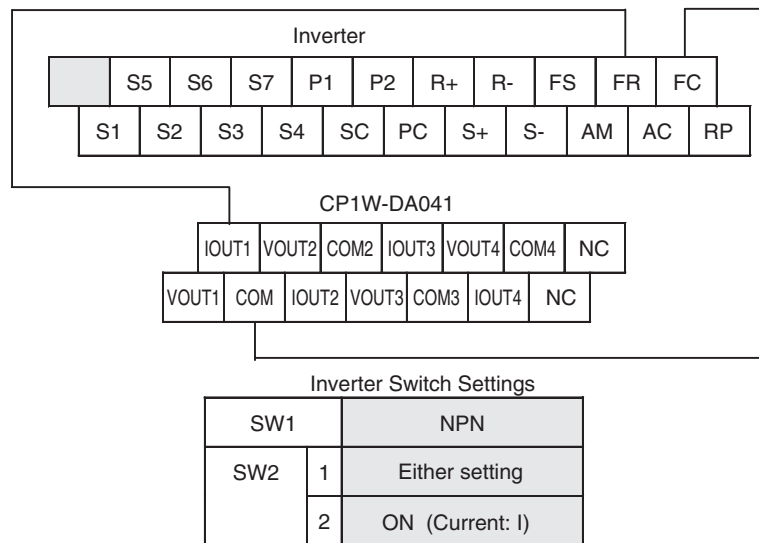 Inverter
S5 S6 S7 P1 P2 R+ R- FS FR FC
S1 S2 S3 S4 SC PC S+ S- AM AC RP
CP1W-DA041
IOUT1 VOUT2 COM2 IOUT3 VOUT4 COM4 NC
VOUT1 COM IOUT2 VOUT3 COM3 IOUT4 NC
Inverter Switch Settings
SW1 NPN
SW2 1 Either setting
2 ON (Current: I)